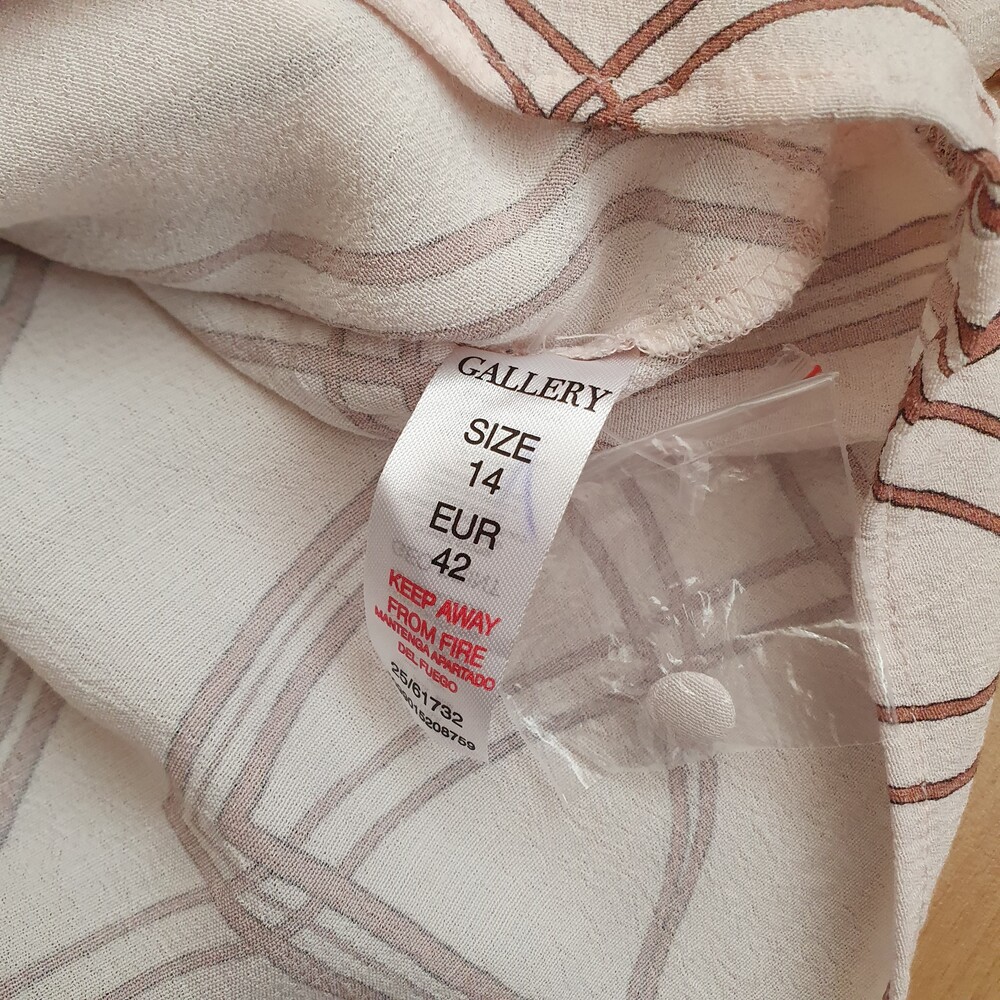 GALLERY
SIZE
14
EUR
42
KEEP AWAY
FROM FIRE
MANTENGA APARTADO
DEL FUEGO
25/61732